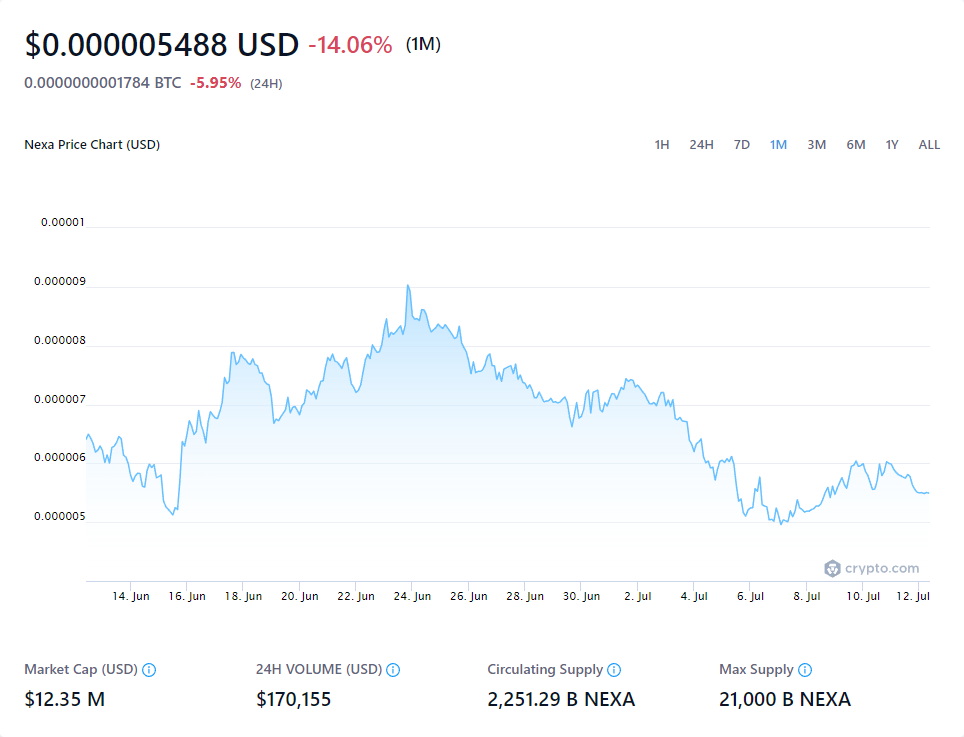 $0.000005488 USD -14.06% (1M)
0.0000000001784 BTC -5.95% (24H)
Nexa Price Chart (USD) 1H 24H 7D 1M 3M 6M 1Y ALL
0.00001
0.000009
0.000008
0.000007
0.000006
0.000005
crypto.com
14. Jun 16. Jun 18. Jun 20. Jun 22. Jun 24. Jun 26. Jun 28. Jun 30. Jun 2. Jul 4. Jul 6. Jul 8. Jul 10. Jul 12. Jul
Market Cap (USD) 24H VOLUME (USD) Circulating Supply Max Supply
$12.35 M $170,155 2,251.29 B NEXA 21,000 B NEXA